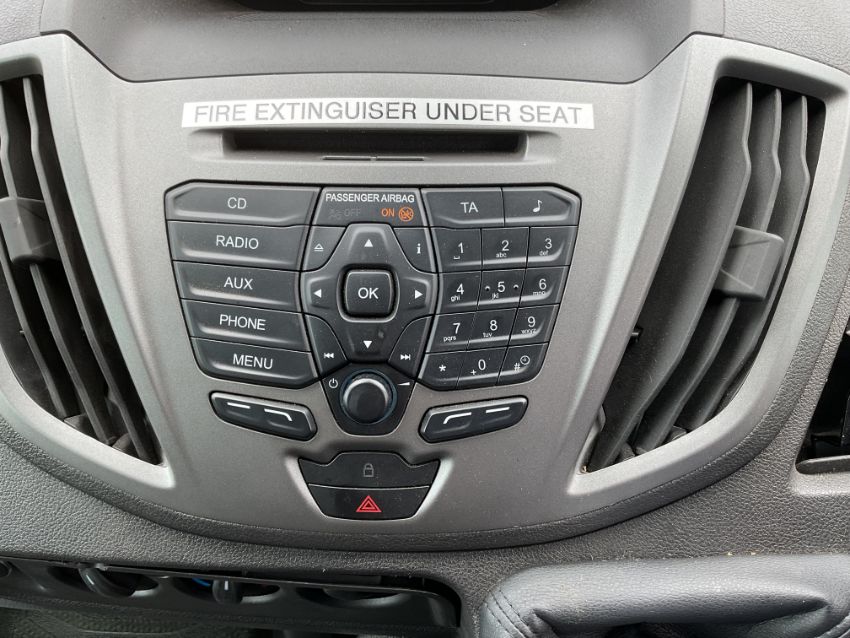 FIRE EXTINGUISER UNDER SEAT
PASSENGER AIRBAG
OFF ON
CD
TA
RADIO
i
1
2 abc
3 def
AUX
OK
4 ghi
5 jkl
6 mno
PHONE
7 pqrs
8 tuv
9 wxyz
MENU
* +0 #